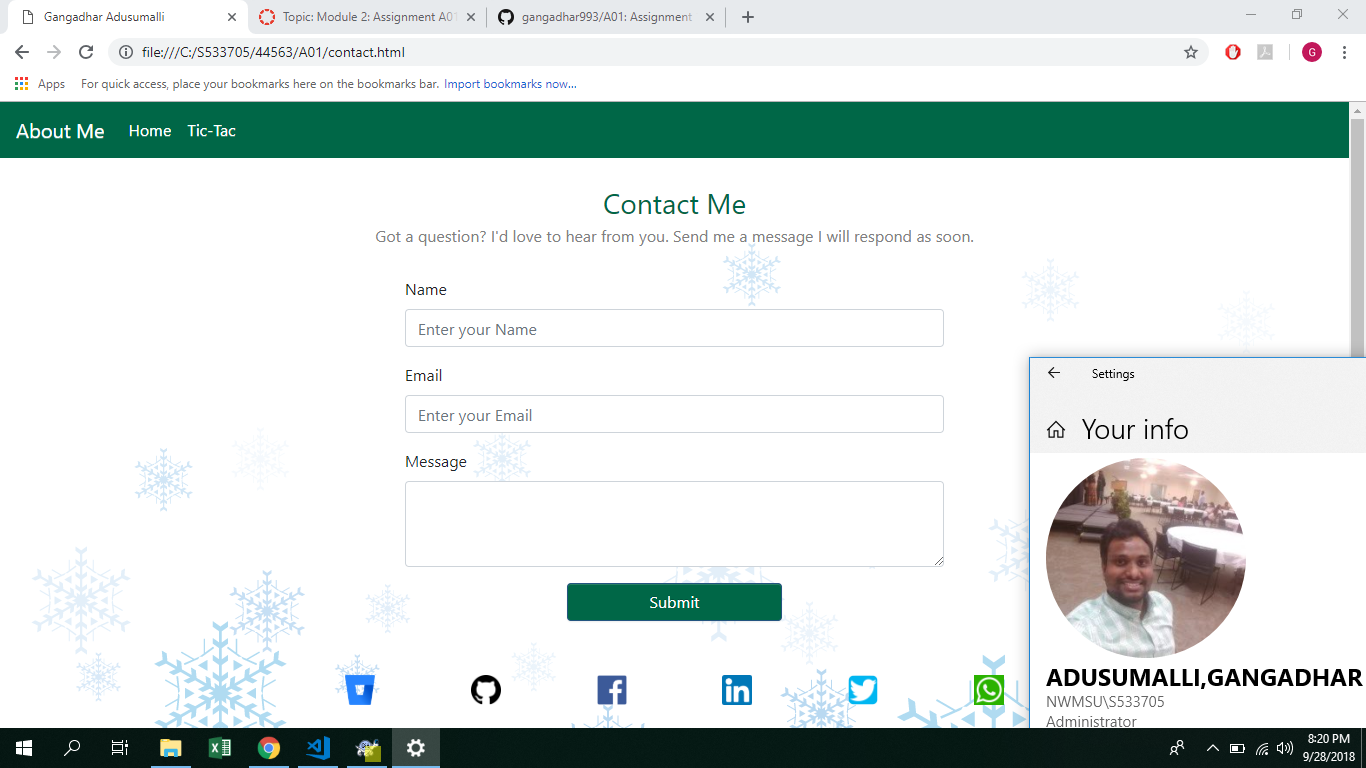 Gangadhar Adusumalli
Topic: Module 2: Assignment A01
gangadhar993/A01: Assignment
file:///C:/S533705/44563/A01/contact.html
G
Apps For quick access, place your bookmarks here on the bookmarks bar. Import bookmarks now...
About Me Home Tic-Tac
Contact Me
Got a question? I'd love to hear from you. Send me a message I will respond as soon.
Name
Enter your Name
Email
Enter your Email
Message
Submit
Settings
Your info
ADUSUMALLI,GANGADHAR
NWMSU\S533705
Administrator
8:20 PM
9/28/2018